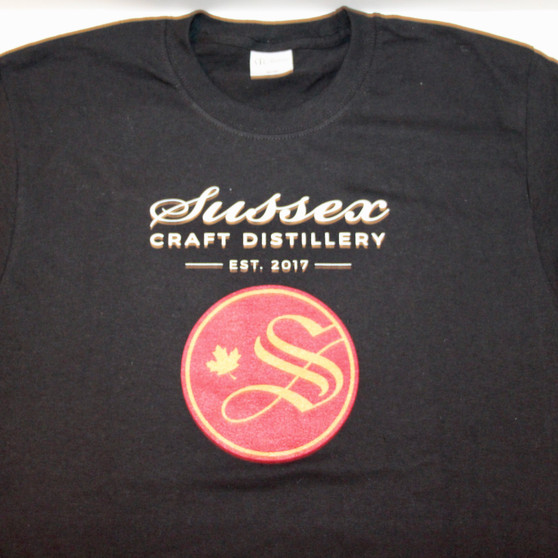 Sussex
CRAFT DISTILLERY
EST. 2017
S